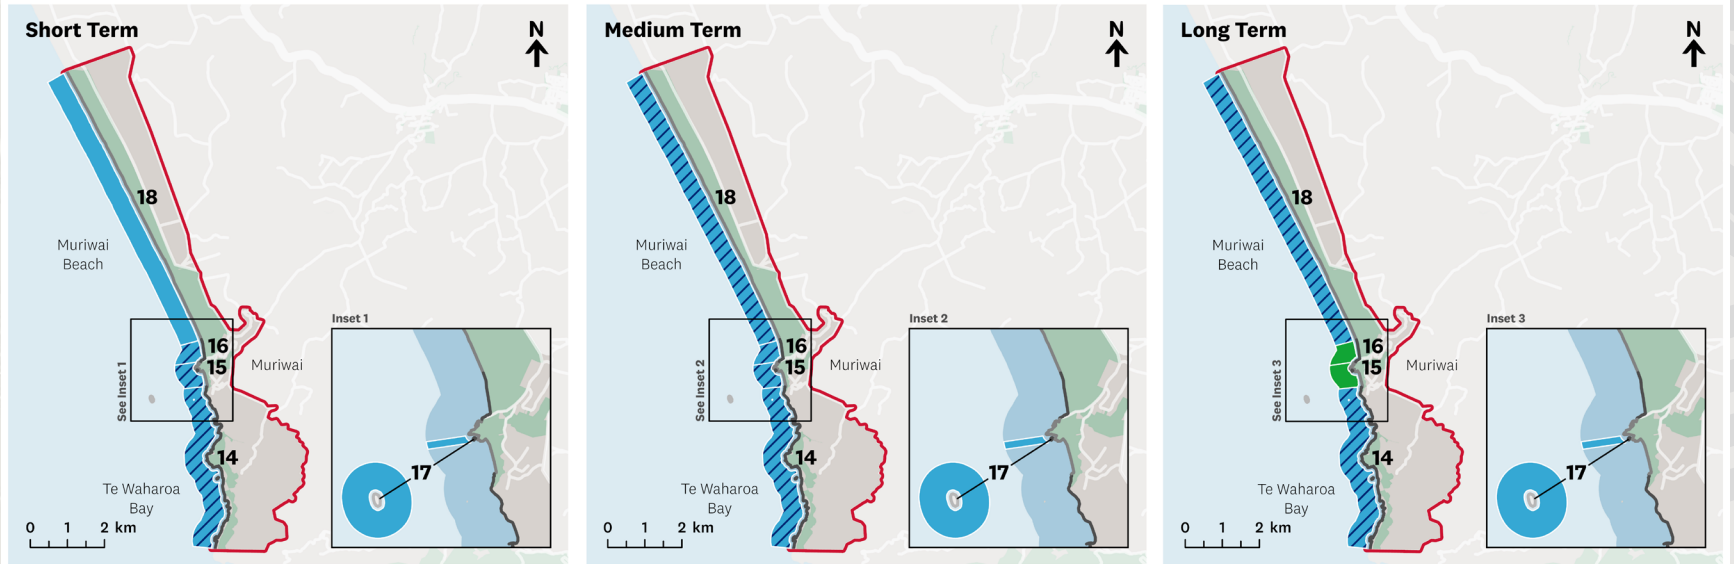 Short Term
N
18
Muriwai
Beach
See Inset 1
16
15
Muriwai
14
Te Waharoa
Bay
0 1 2 km
Inset 1
17
Medium Term
N
18
Muriwai
Beach
See Inset 2
16
15
Muriwai
14
Te Waharoa
Bay
0 1 2 km
Inset 2
17
Long Term
N
18
Muriwai
Beach
See Inset 3
16
15
Muriwai
14
Te Waharoa
Bay
0 1 2 km
Inset 3
17